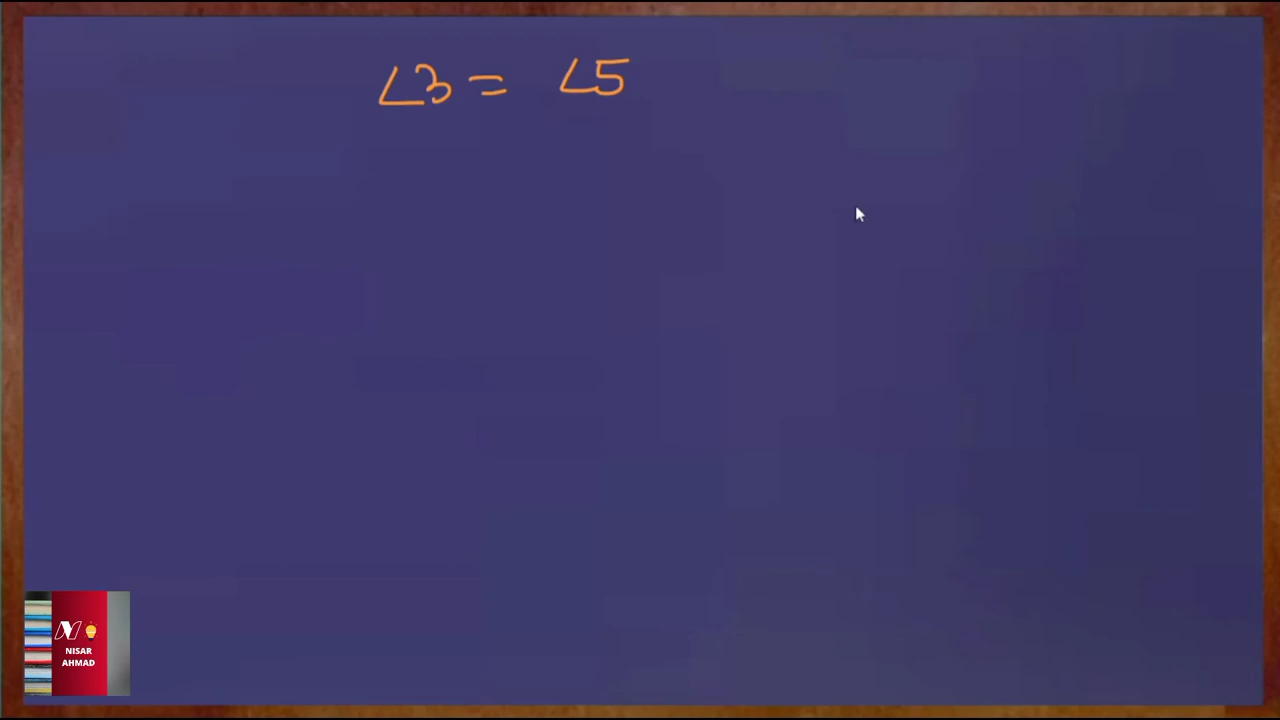 ∠3 = ∠5
N
NISAR
AHMAD